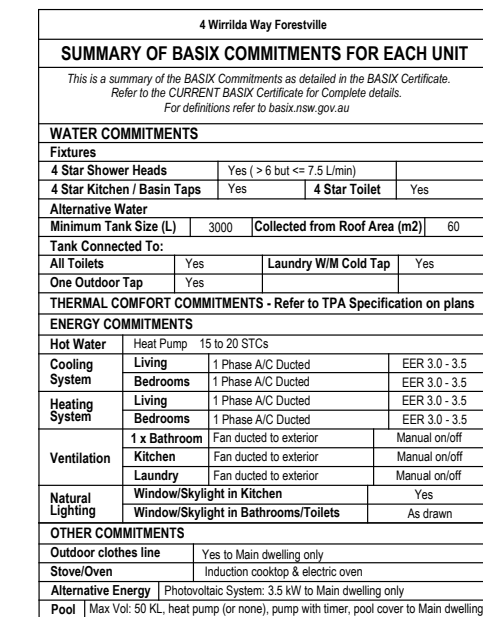 4 Wirrilda Way Forestville
SUMMARY OF BASIX COMMITMENTS FOR EACH UNIT
This is a summary of the BASIX Commitments as detailed in the BASIX Certificate.
Refer to the CURRENT BASIX Certificate for Complete details.
For definitions refer to basix.nsw.gov.au
WATER COMMITMENTS
Fixtures
4 Star Shower Heads Yes ( > 6 but <= 7.5 L/min)
4 Star Kitchen / Basin Taps Yes 4 Star Toilet Yes
Alternative Water
Minimum Tank Size (L) 3000 Collected from Roof Area (m2) 60
Tank Connected To:
All Toilets Yes Laundry W/M Cold Tap Yes
One Outdoor Tap Yes
THERMAL COMFORT COMMITMENTS - Refer to TPA Specification on plans
ENERGY COMMITMENTS
Hot Water Heat Pump 15 to 20 STCs
Cooling System Living 1 Phase A/C Ducted EER 3.0 - 3.5
Bedrooms 1 Phase A/C Ducted EER 3.0 - 3.5
Heating System Living 1 Phase A/C Ducted EER 3.0 - 3.5
Bedrooms 1 Phase A/C Ducted EER 3.0 - 3.5
Ventilation 1 x Bathroom Fan ducted to exterior Manual on/off
Kitchen Fan ducted to exterior Manual on/off
Laundry Fan ducted to exterior Manual on/off
Natural Lighting Window/Skylight in Kitchen Yes
Window/Skylight in Bathrooms/Toilets As drawn
OTHER COMMITMENTS
Outdoor clothes line Yes to Main dwelling only
Stove/Oven Induction cooktop & electric oven
Alternative Energy Photovoltaic System: 3.5 kW to Main dwelling only
Pool Max Vol: 50 KL, heat pump (or none), pump with timer, pool cover to Main dwelling